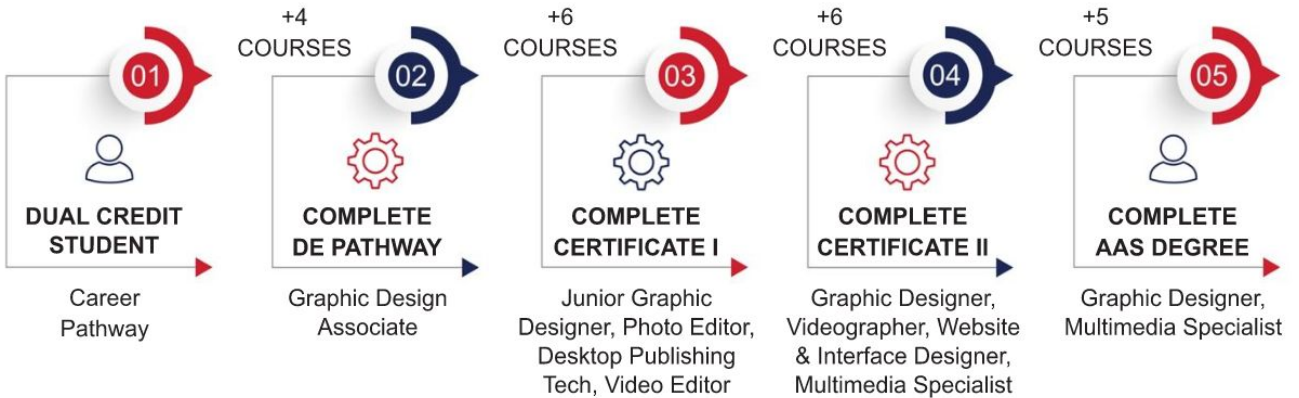 01
DUAL CREDIT
STUDENT
Career
Pathway
+4
COURSES
02
COMPLETE
DE PATHWAY
Graphic Design
Associate
+6
COURSES
03
COMPLETE
CERTIFICATE I
Junior Graphic
Designer, Photo Editor,
Desktop Publishing
Tech, Video Editor
+6
COURSES
04
COMPLETE
CERTIFICATE II
Graphic Designer,
Videographer, Website
& Interface Designer,
Multimedia Specialist
+5
COURSES
05
COMPLETE
AAS DEGREE
Graphic Designer,
Multimedia Specialist